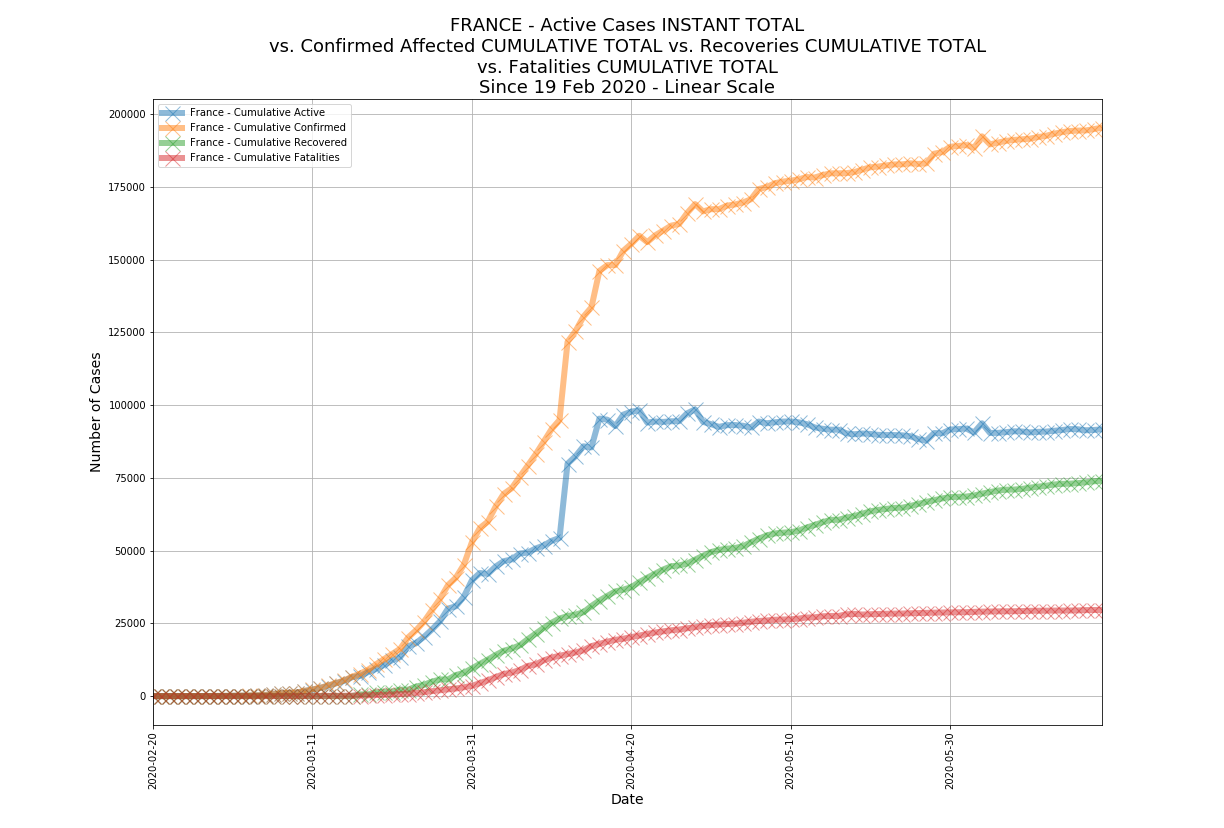 FRANCE - Active Cases INSTANT TOTAL
vs. Confirmed Affected CUMULATIVE TOTAL vs. Recoveries CUMULATIVE TOTAL
vs. Fatalities CUMULATIVE TOTAL
Since 19 Feb 2020 - Linear Scale
France - Cumulative Active
France - Cumulative Confirmed
France - Cumulative Recovered
France - Cumulative Fatalities
200000
175000
150000
125000
100000
75000
50000
25000
0
Number of Cases
2020-02-20
2020-03-11
2020-03-31
2020-04-20
2020-05-10
2020-05-30
Date